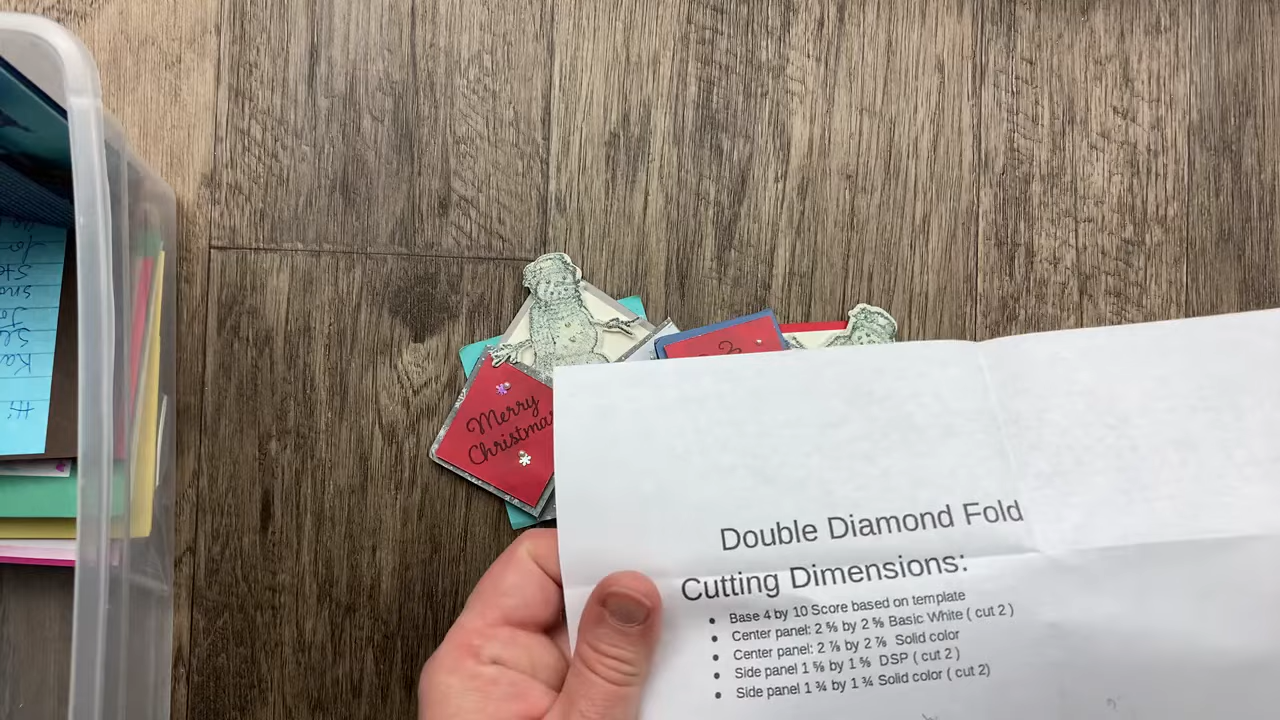 Merry
Christmas
Double Diamond Fold
Cutting Dimensions:
• Base 4 by 10 Score based on template
• Center panel: 2 ⅝ by 2 ⅝ Basic White ( cut 2 )
• Center panel: 2 ⅞ by 2 ⅞ Solid color
• Side panel 1 ⅝ by 1 ⅝ DSP ( cut 2 )
• Side panel 1 ¾ by 1 ¾ Solid color ( cut 2)
Hi